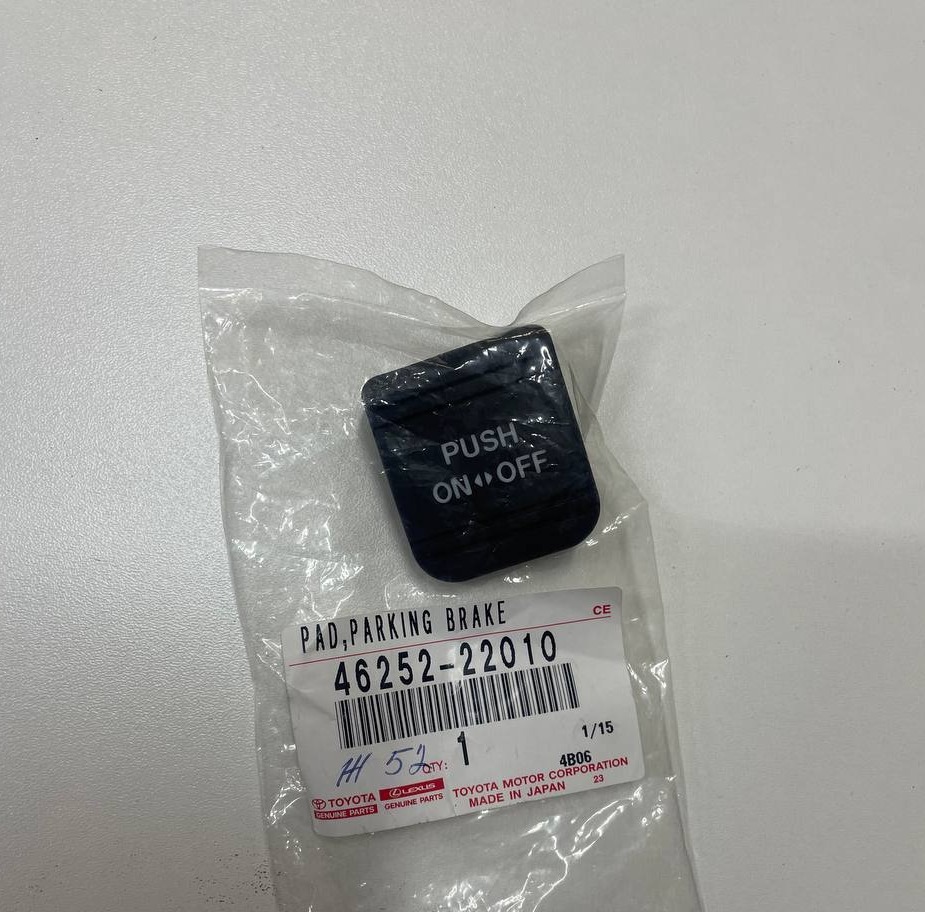 PUSH
ON◂▸OFF
PAD,PARKING BRAKE
CE
46252-22010
1/15
52
QTY: 1
4B06
TOYOTA
GENUINE PARTS
LEXUS
GENUINE PARTS
TOYOTA MOTOR CORPORATION
MADE IN JAPAN
23